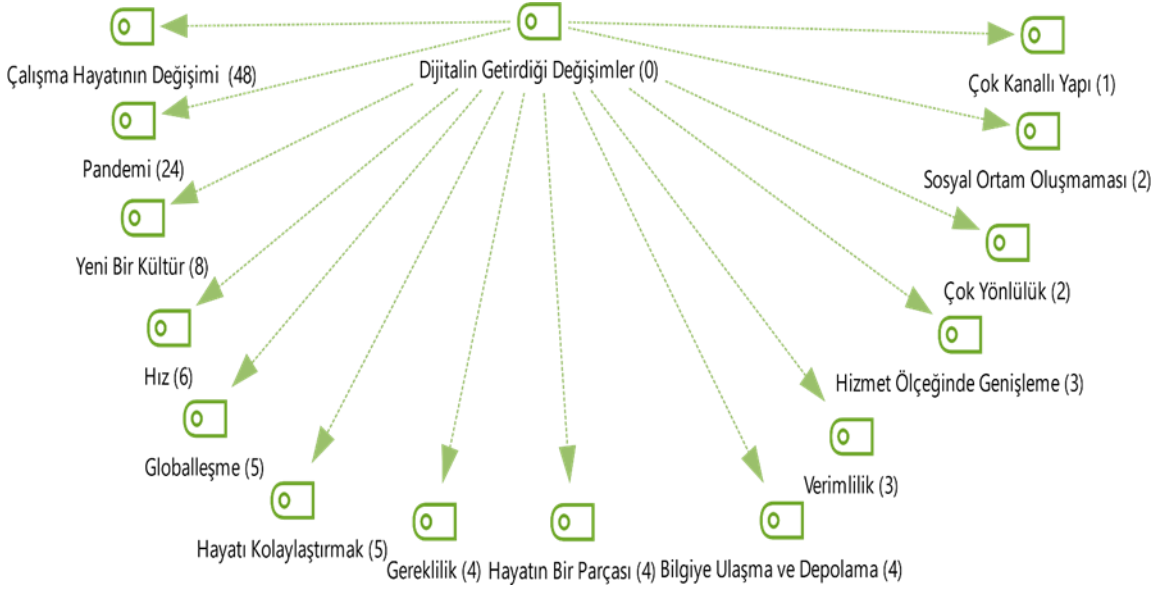 Dijitalin Getirdiği Değişimler (0)
Çalışma Hayatının Değişimi (48)
Pandemi (24)
Yeni Bir Kültür (8)
Hız (6)
Globalleşme (5)
Hayatı Kolaylaştırmak (5)
Gereklilik (4)
Hayatın Bir Parçası (4)
Bilgiye Ulaşma ve Depolama (4)
Verimlilik (3)
Hizmet Ölçeğinde Genişleme (3)
Çok Yönlülük (2)
Sosyal Ortam Oluşmaması (2)
Çok Kanallı Yapı (1)